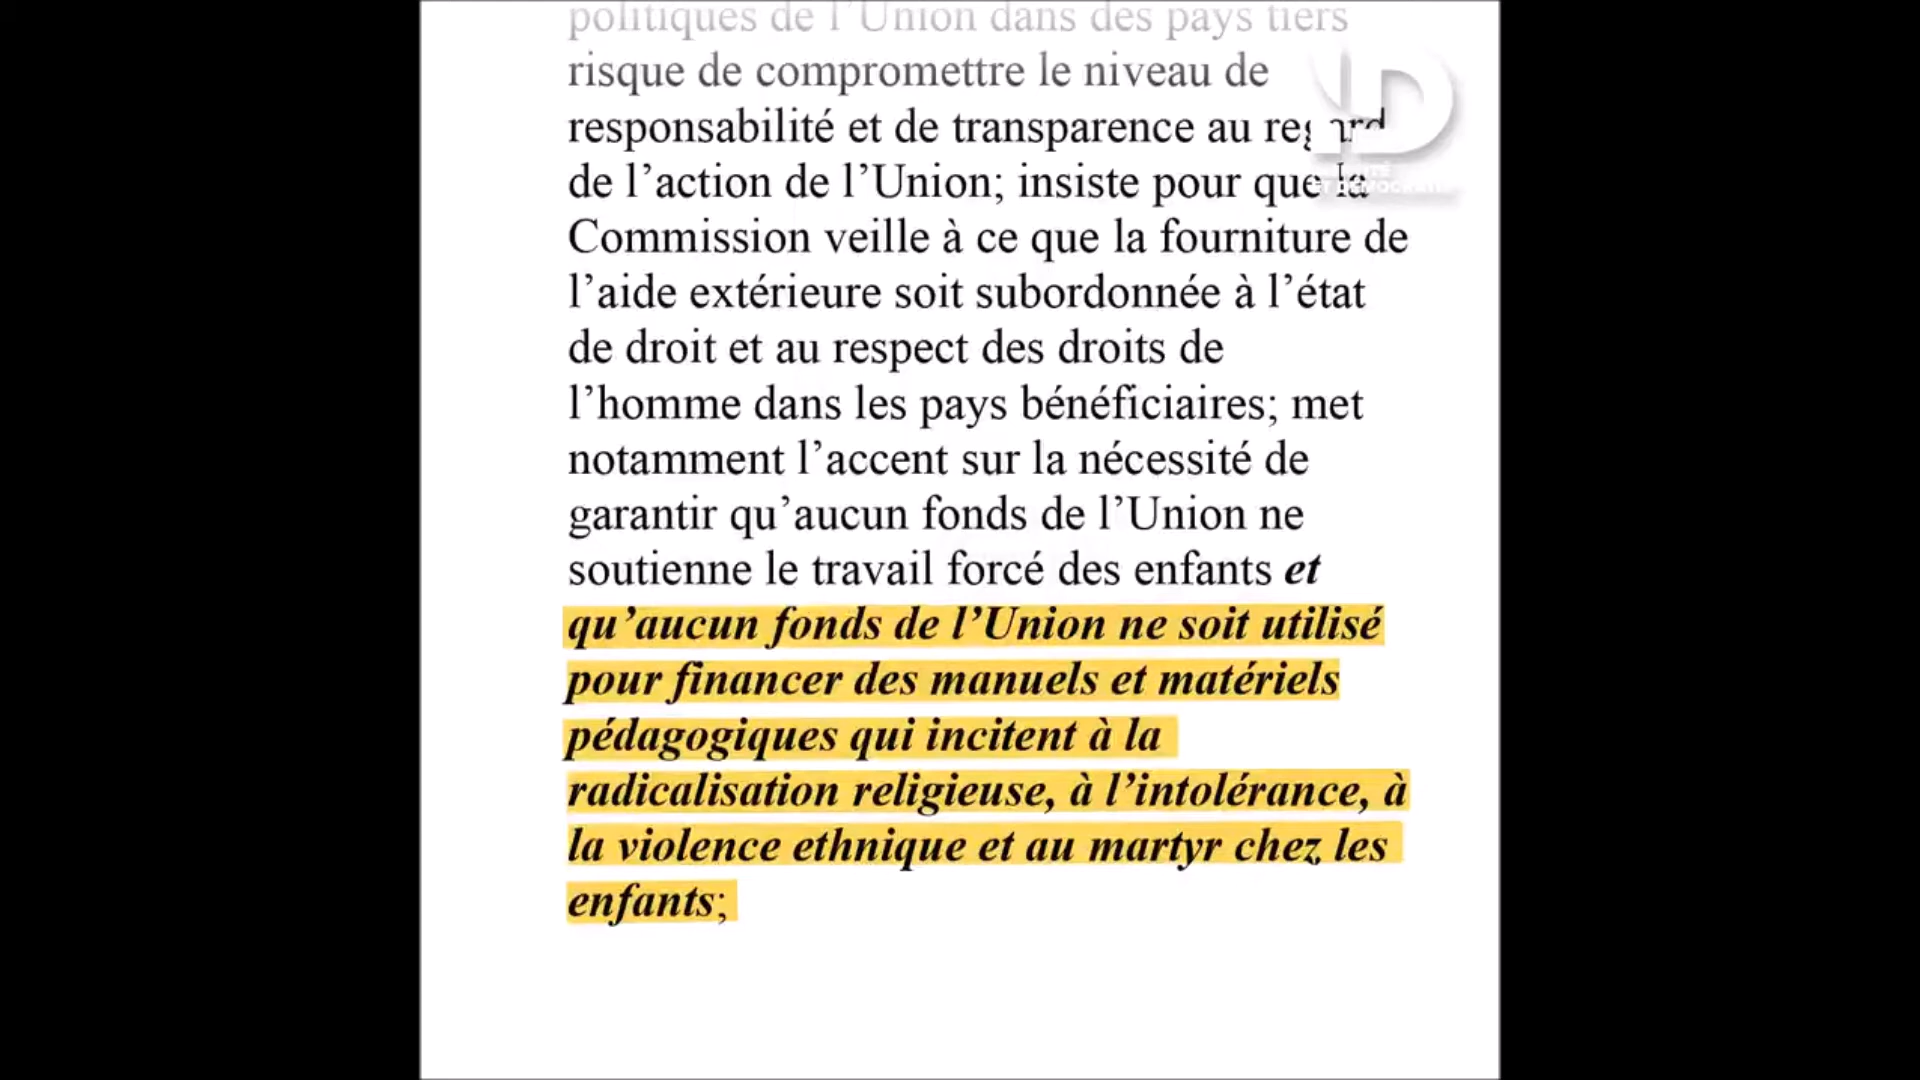 politiques de l'Union dans des pays tiers
risque de compromettre le niveau de
responsabilité et de transparence au regard
de l'action de l'Union; insiste pour que la
Commission veille à ce que la fourniture de
l'aide extérieure soit subordonnée à l'état
de droit et au respect des droits de
l'homme dans les pays bénéficiaires; met
notamment l'accent sur la nécessité de
garantir qu'aucun fonds de l'Union ne
soutienne le travail forcé des enfants et
qu'aucun fonds de l'Union ne soit utilisé
pour financer des manuels et matériels
pédagogiques qui incitent à la
radicalisation religieuse, à l'intolérance, à
la violence ethnique et au martyr chez les
enfants;